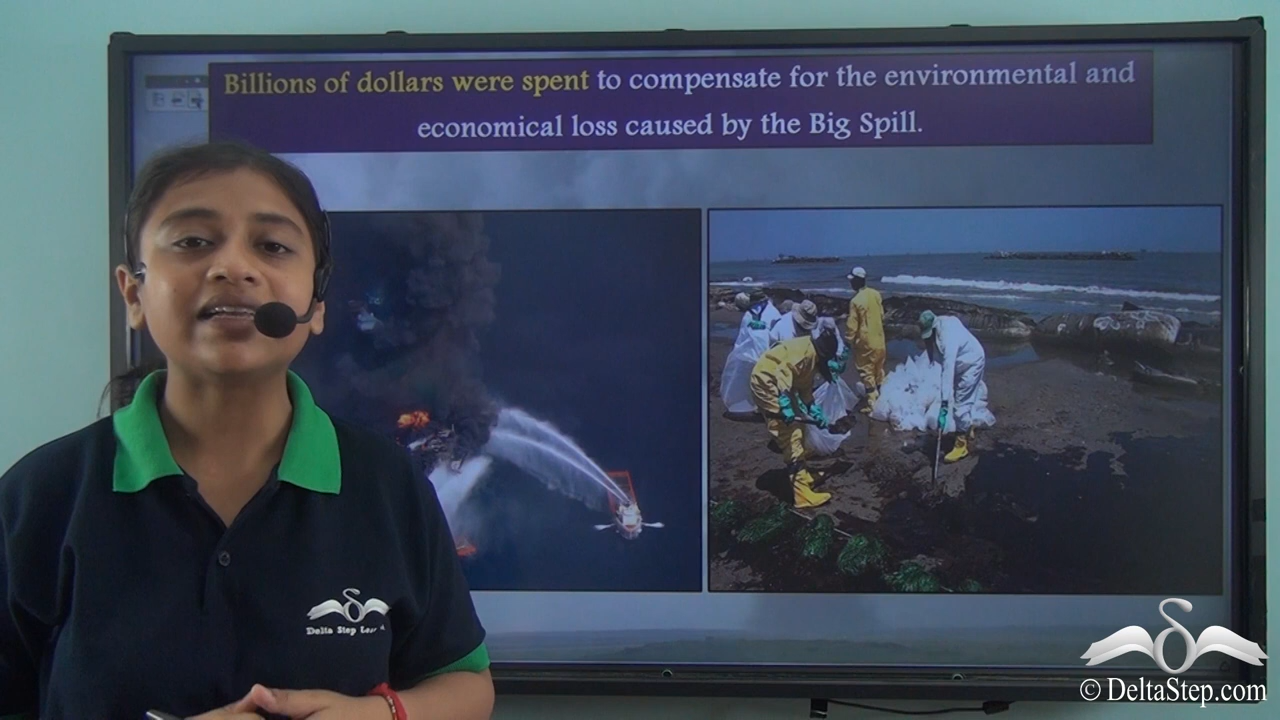 Billions of dollars were spent to compensate for the environmental and
economical loss caused by the Big Spill.
Delta Step
© DeltaStep.com